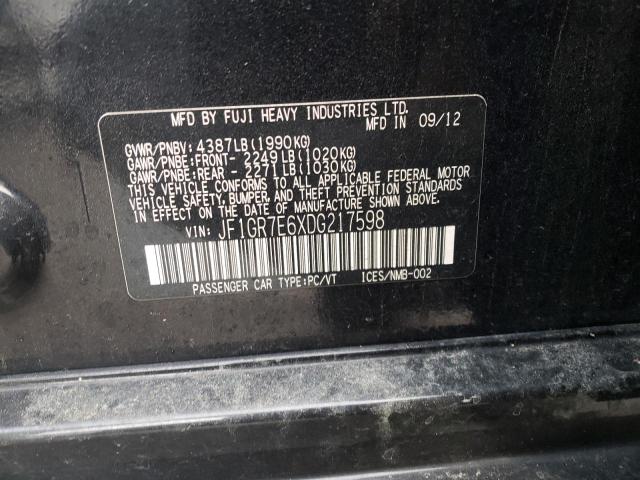 MFD BY FUJI HEAVY INDUSTRIES LTD.
MFD IN 09/12
GVWR/PNBV: 4387LB(1990KG)
GAWR/PNBE:FRONT- 2249LB(1020KG)
GAWR/PNBE:REAR - 2271LB(1030KG)
THIS VEHICLE CONFORMS TO ALL APPLICABLE FEDERAL MOTOR
VEHICLE SAFETY, BUMPER, AND THEFT PREVENTION STANDARDS
IN EFFECT ON THE DATE OF MANUFACTURE SHOWN ABOVE.
VIN: JF1GR7E6XDG217598
PASSENGER CAR TYPE:PC/VT ICES/NMB-002